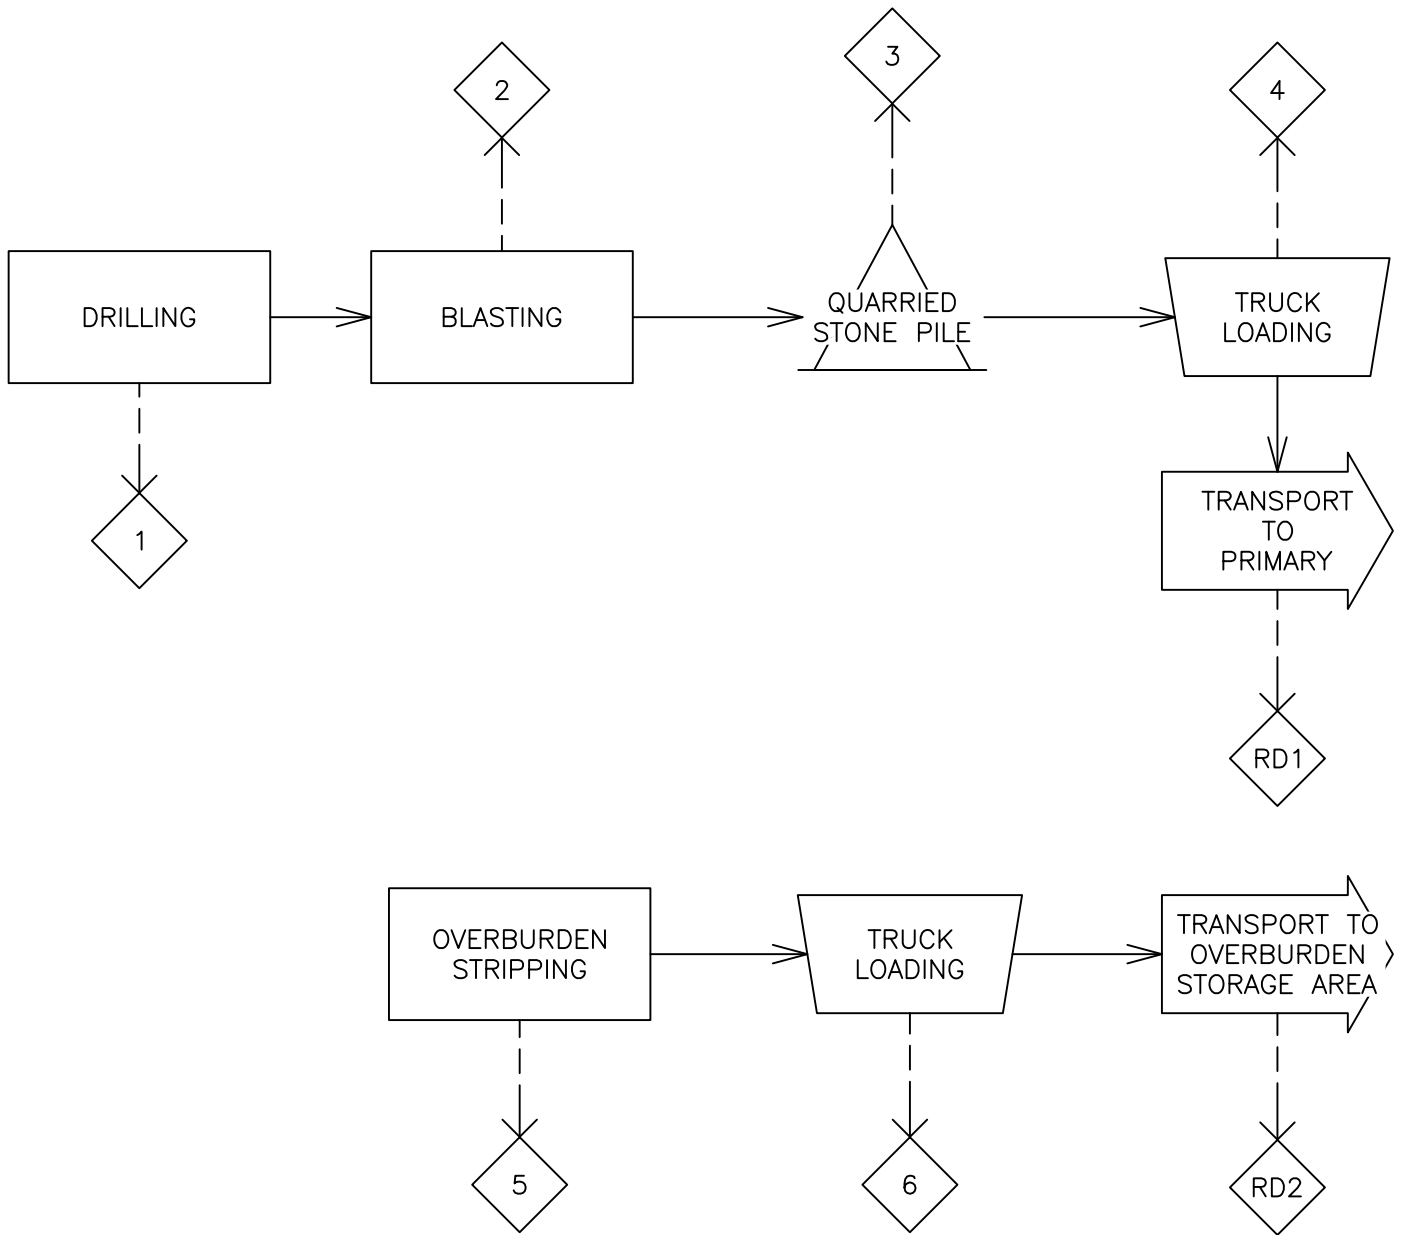 3
2
4
DRILLING
BLASTING
QUARRIED
STONE PILE
TRUCK
LOADING
1
TRANSPORT
TO
PRIMARY
RD1
OVERBURDEN
STRIPPING
TRUCK
LOADING
TRANSPORT TO
OVERBURDEN
STORAGE AREA
5
6
RD2